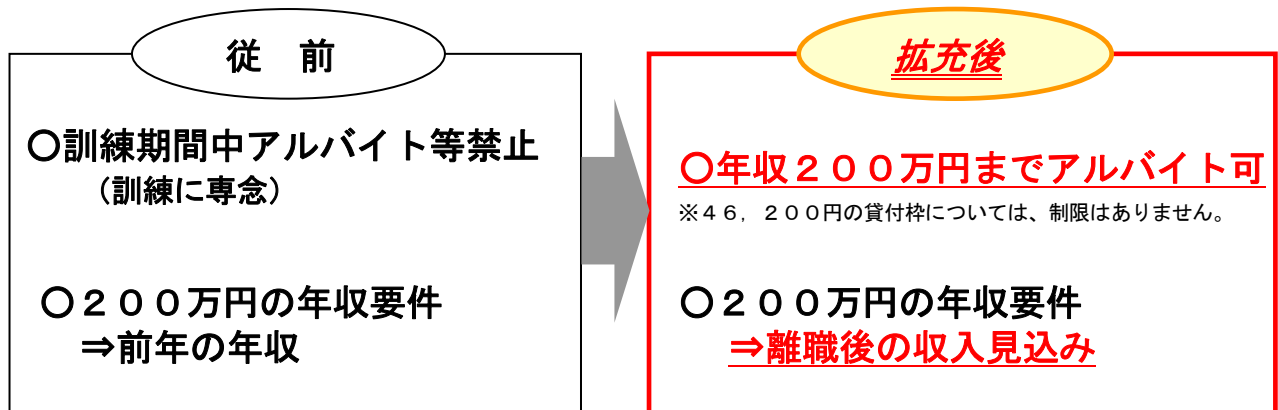 従　前
〇訓練期間中アルバイト等禁止
（訓練に専念）
〇２００万円の年収要件
⇒前年の年収
拡充後
〇年収２００万円までアルバイト可
※４６，２００円の貸付枠については、制限はありません。
〇２００万円の年収要件
⇒離職後の収入見込み